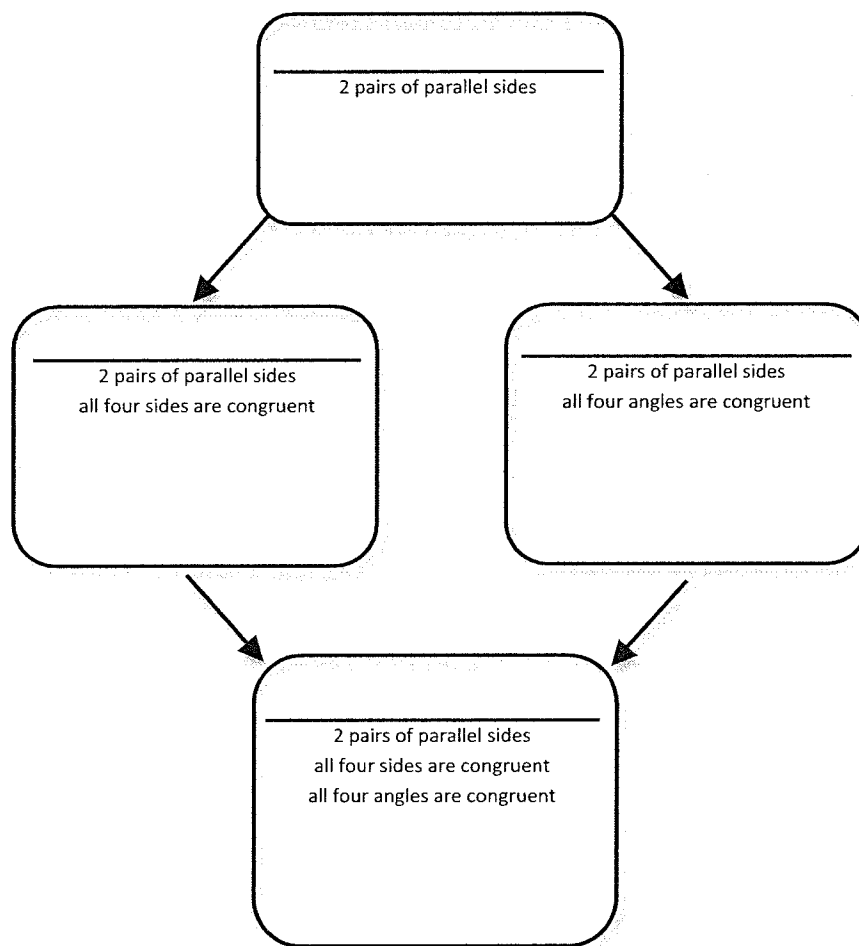 2 pairs of parallel sides
2 pairs of parallel sides
all four sides are congruent
2 pairs of parallel sides
all four angles are congruent
2 pairs of parallel sides
all four sides are congruent
all four angles are congruent